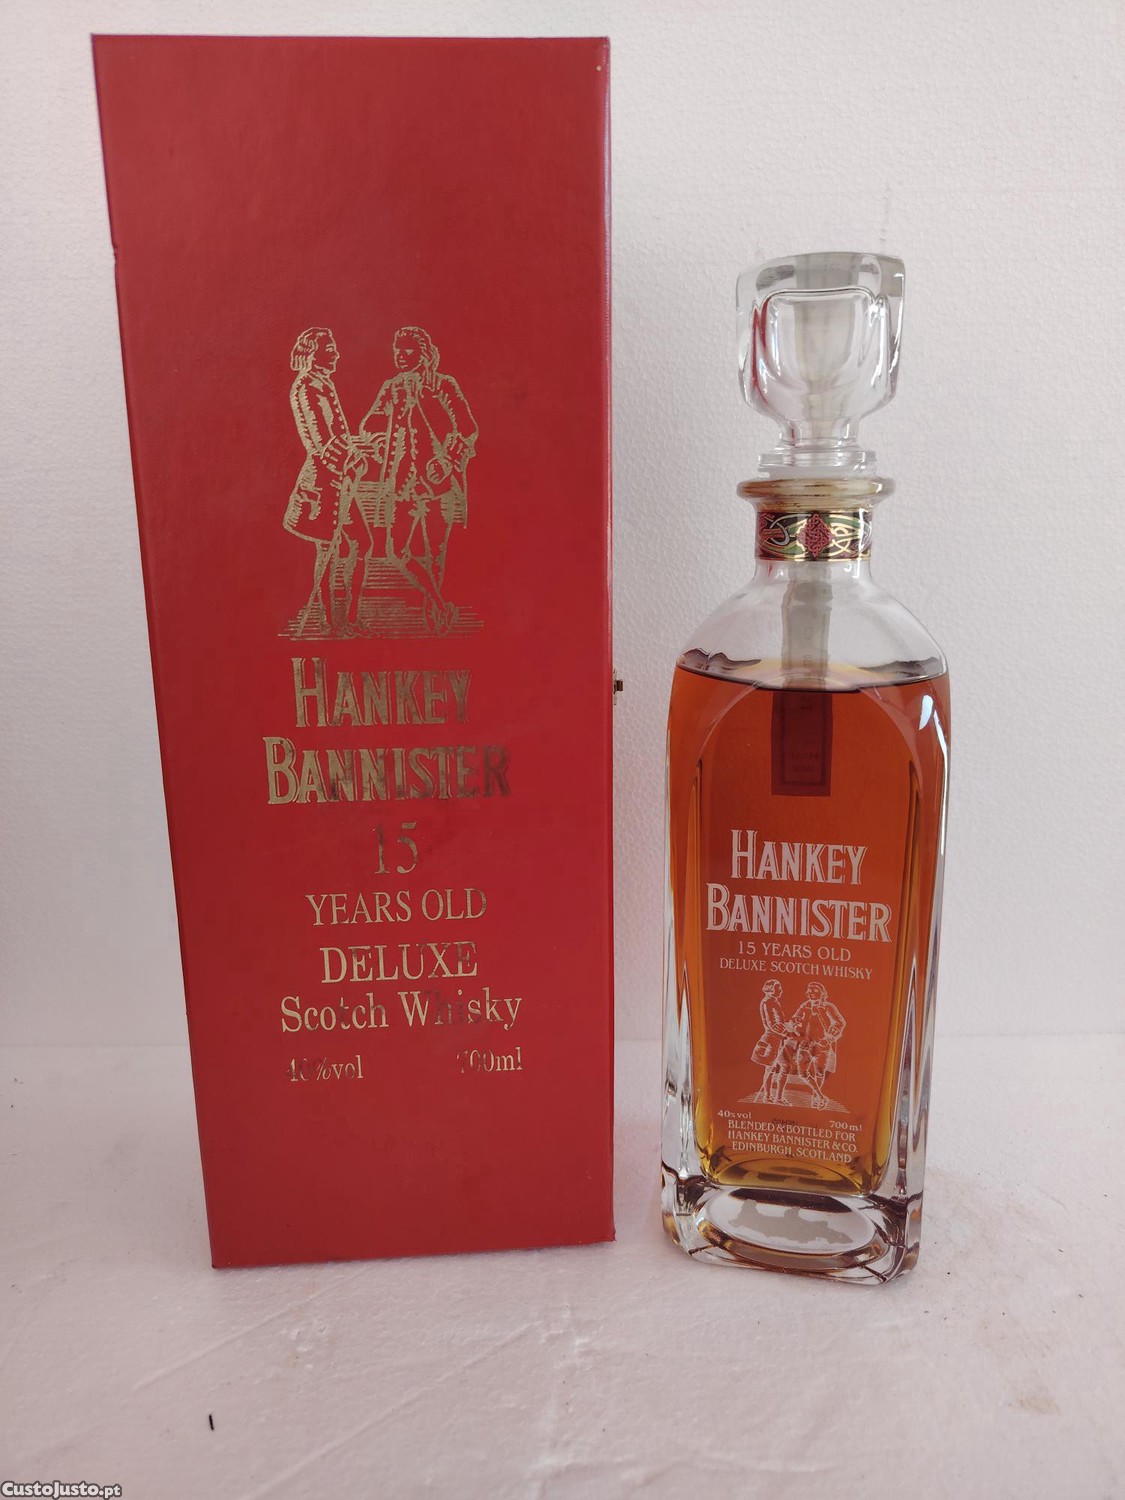 HANKEY
BANNISTER
15
YEARS OLD
DELUXE
Scotch Whisky
40%vol 700ml
HANKEY
BANNISTER
15 YEARS OLD
DELUXE SCOTCH WHISKY
40% vol 700ml
BLENDED & BOTTLED FOR
HANKEY BANNISTER & CO.
EDINBURGH, SCOTLAND
CustoJusto.pt